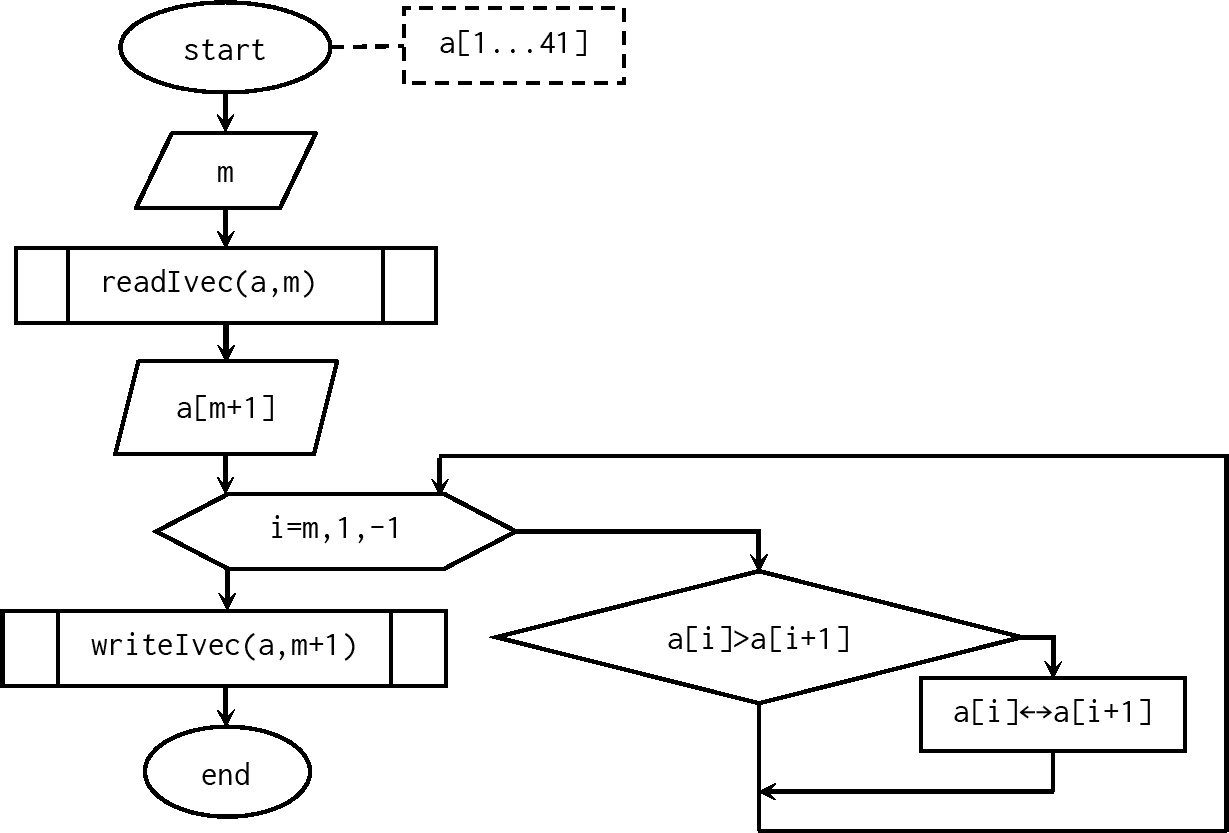 start
a[1...41]
m
readIvec(a,m)
a[m+1]
i=m,1,-1
a[i]>a[i+1]
writeIvec(a,m+1)
a[i]↔a[i+1]
end